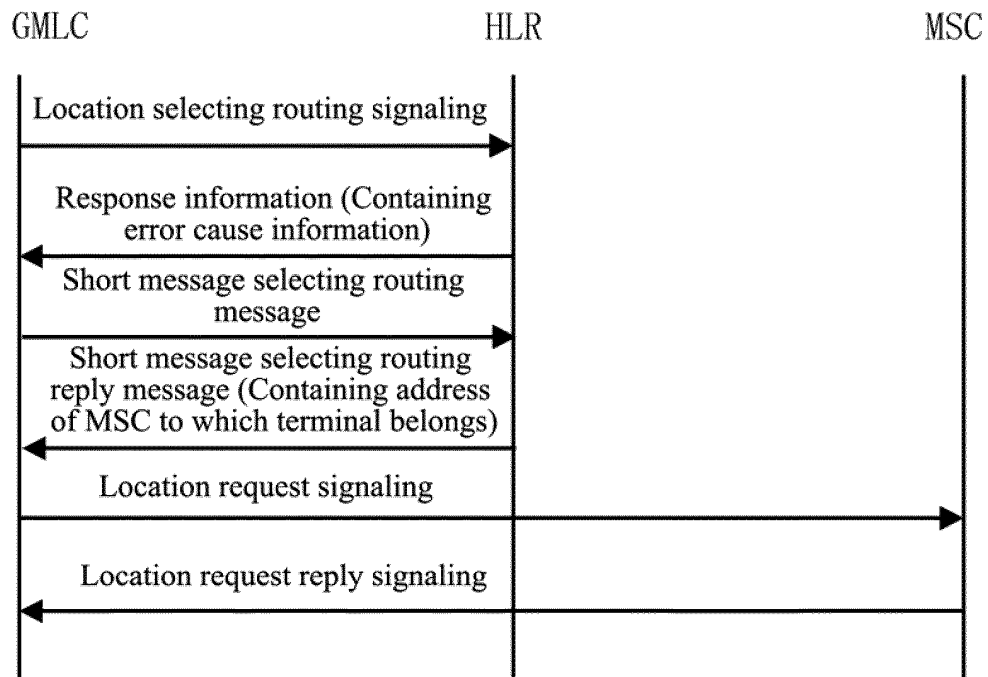 GMLC HLR MSC
Location selecting routing signaling
Response information (Containing
error cause information)
Short message selecting routing
message
Short message selecting routing
reply message (Containing address
of MSC to which terminal belongs)
Location request signaling
Location request reply signaling